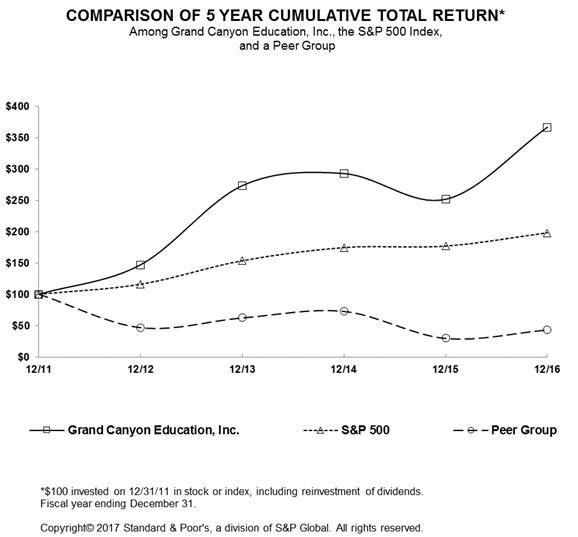 COMPARISON OF 5 YEAR CUMULATIVE TOTAL RETURN*
Among Grand Canyon Education, Inc., the S&P 500 Index,
and a Peer Group
$400
$350
$300
$250
$200
$150
$100
$50
$0
12/11 12/12 12/13 12/14 12/15 12/16
Grand Canyon Education, Inc. S&P 500 Peer Group
*$100 invested on 12/31/11 in stock or index, including reinvestment of dividends.
Fiscal year ending December 31.
Copyright© 2017 Standard & Poor's, a division of S&P Global. All rights reserved.